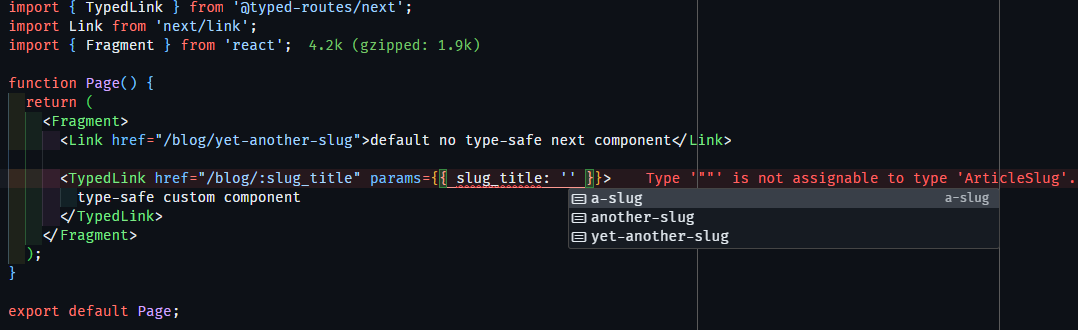 import { TypedLink } from '@typed-routes/next';
import Link from 'next/link';
import { Fragment } from 'react';  4.2k (gzipped: 1.9k)

function Page() {
  return (
    <Fragment>
      <Link href="/blog/yet-another-slug">default no type-safe next component</Link>

      <TypedLink href="/blog/:slug_title" params={{ slug_title: '' }}>    Type '""' is not assignable to type 'ArticleSlug'.
        type-safe custom component    a-slug    a-slug
      </TypedLink>    another-slug
    </Fragment>    yet-another-slug
  );
}

export default Page;